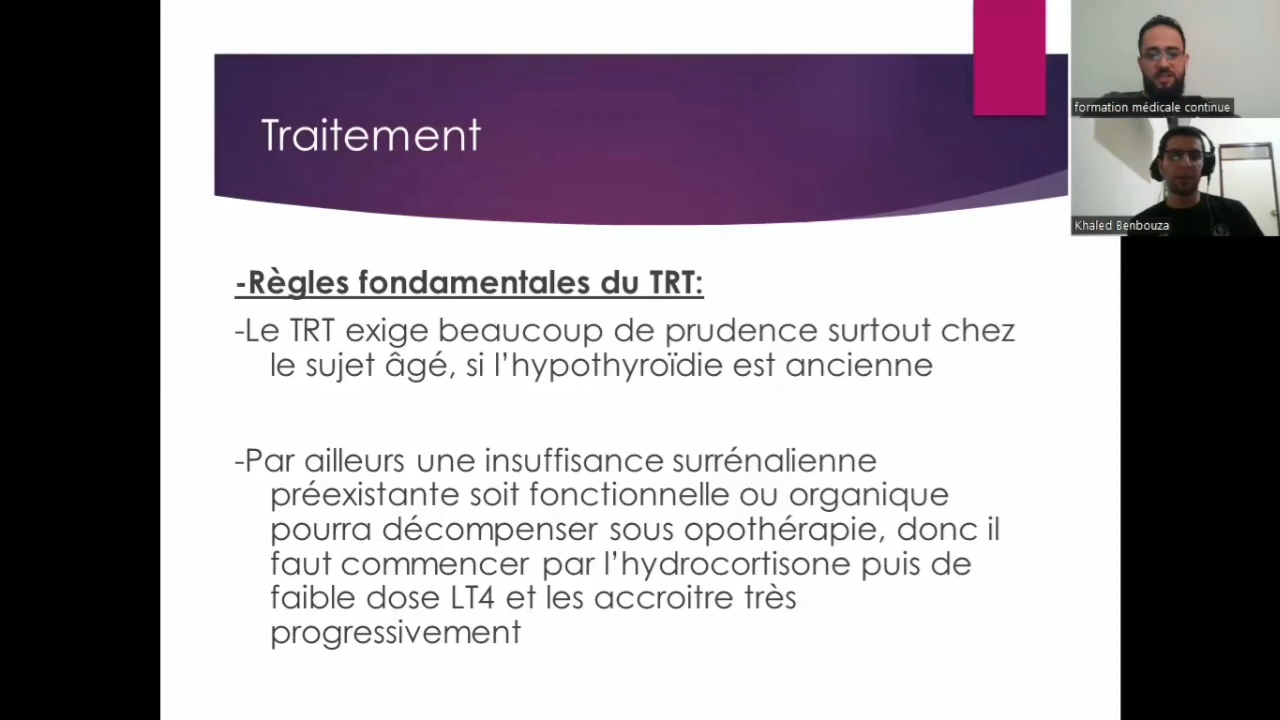 Traitement
-Règles fondamentales du TRT:
-Le TRT exige beaucoup de prudence surtout chez
le sujet âgé, si l’hypothyroïdie est ancienne
-Par ailleurs une insuffisance surrénalienne
préexistante soit fonctionnelle ou organique
pourra décompenser sous opothérapie, donc il
faut commencer par l’hydrocortisone puis de
faible dose LT4 et les accroitre très
progressivement
formation médicale continue
Khaled Benbouza